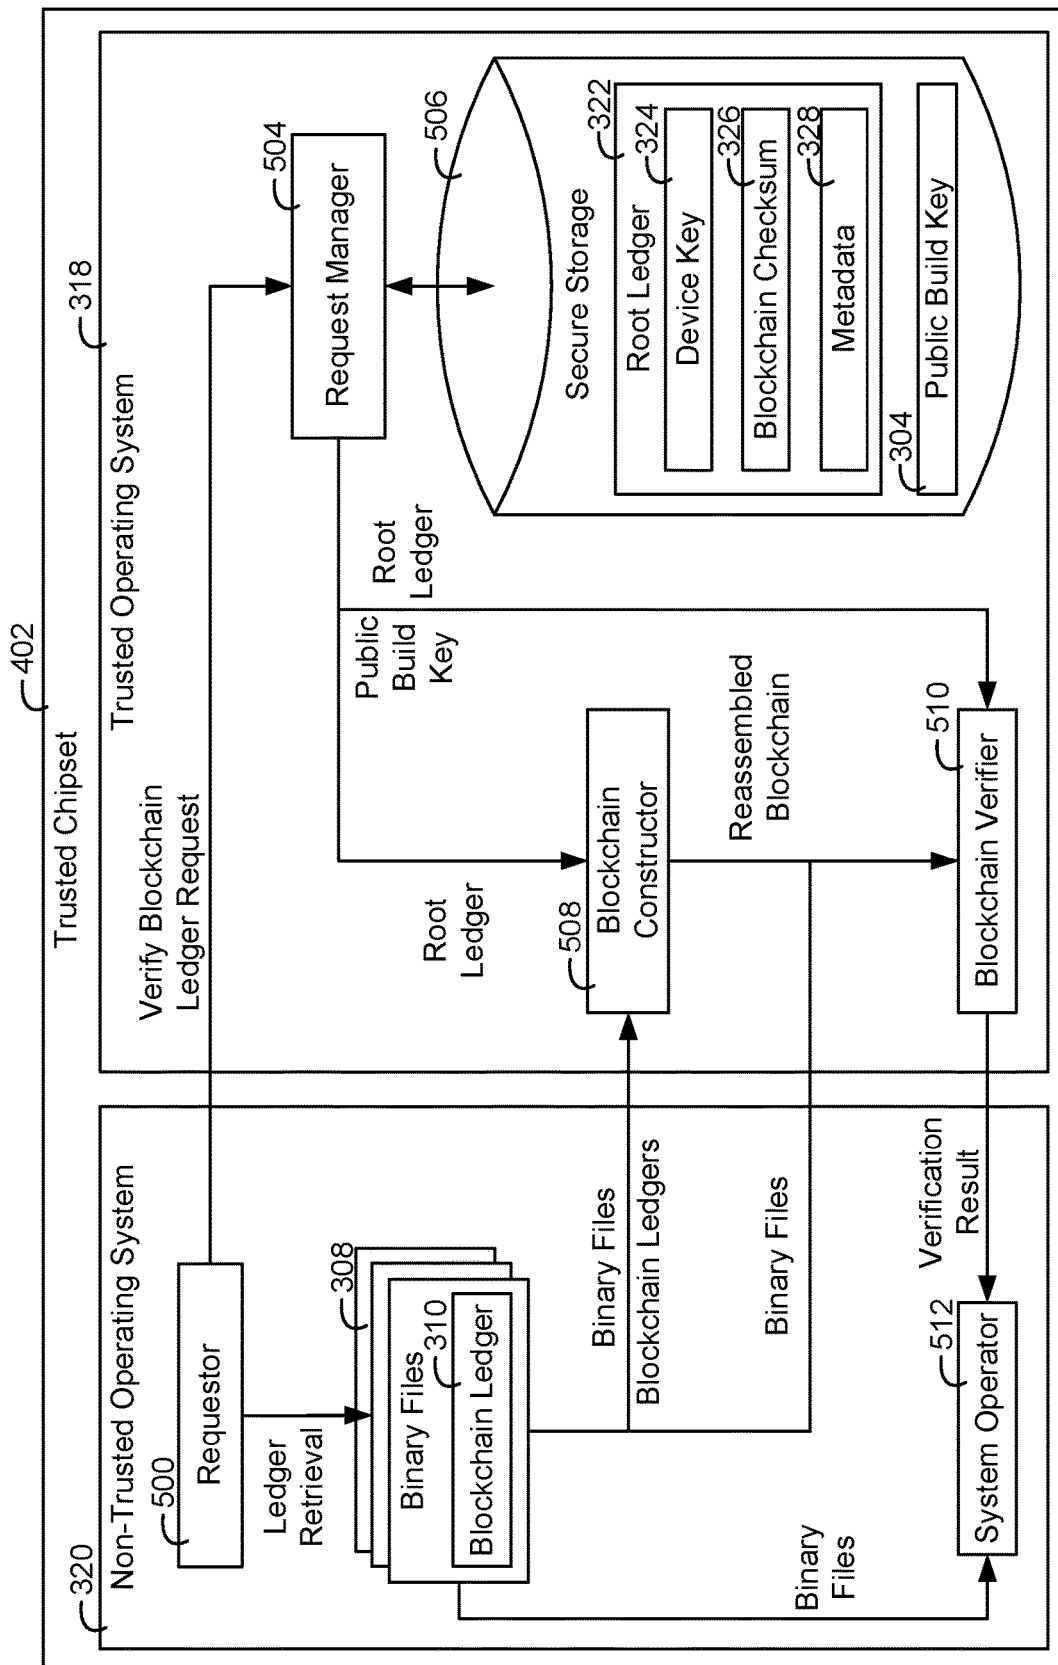 402
Trusted Chipset
320
Non-Trusted Operating System
500
Requestor
Ledger
Retrieval
308
Binary Files
310
Blockchain Ledger
Binary
Files
512
System Operator
Verification
Result
Binary Files
Blockchain Ledgers
Binary Files
Verify Blockchain
Ledger Request
318
Trusted Operating System
504
Request Manager
Root
Ledger
Public
Build
Key
Root
Ledger
508
Blockchain
Constructor
Reassembled
Blockchain
510
Blockchain Verifier
506
Secure Storage
322
Root Ledger
324
Device Key
326
Blockchain Checksum
328
Metadata
304
Public Build Key